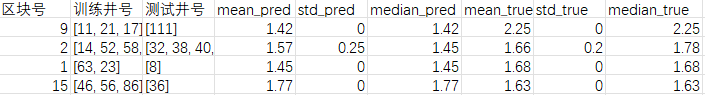 区块号 训练井号 测试井号 mean_pred std_pred median_pred mean_true std_true median_true
9 [11, 21, 17] [111] 1.42 0 1.42 2.25 0 2.25
2 [14, 52, 58, [32, 38, 40, 1.57 0.25 1.45 1.66 0.2 1.78
1 [63, 23] [8] 1.45 0 1.45 1.68 0 1.68
15 [46, 56, 86] [36] 1.77 0 1.77 1.63 0 1.63